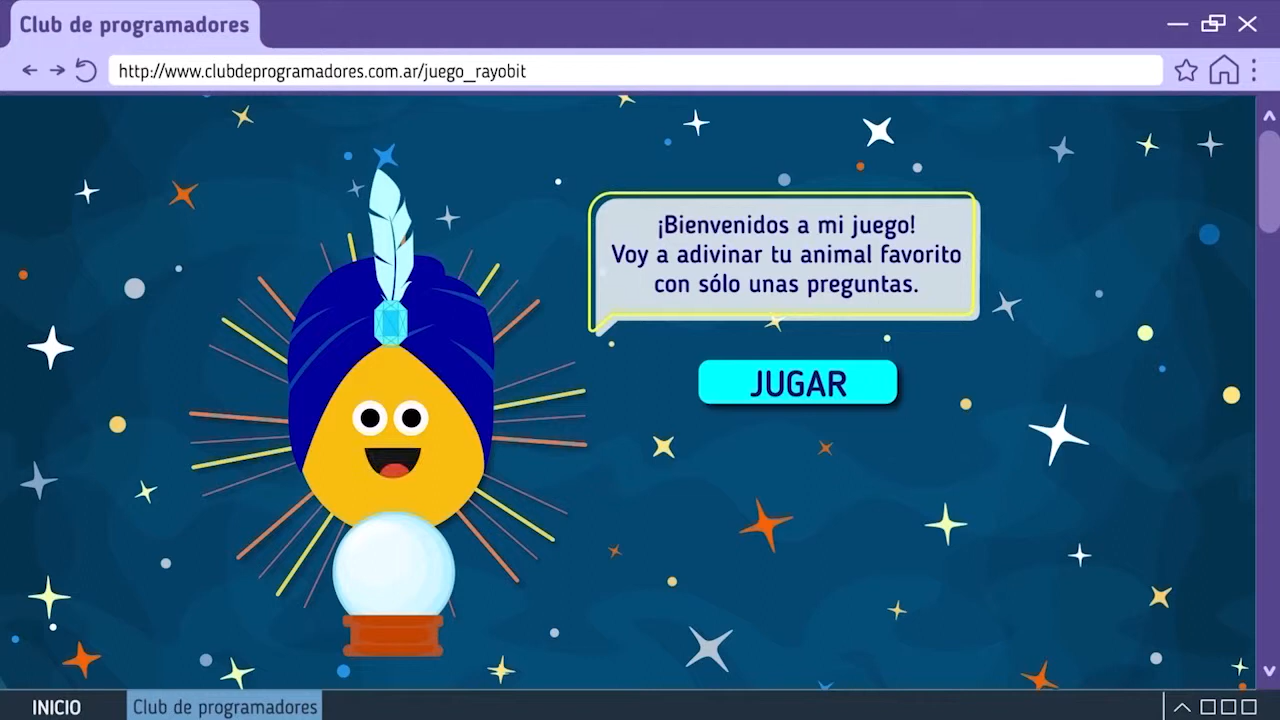 Club de programadores
http://www.clubdeprogramadores.com.ar/juego_rayobit
¡Bienvenidos a mi juego!
Voy a adivinar tu animal favorito
con sólo unas preguntas.
JUGAR
INICIO
Club de programadores